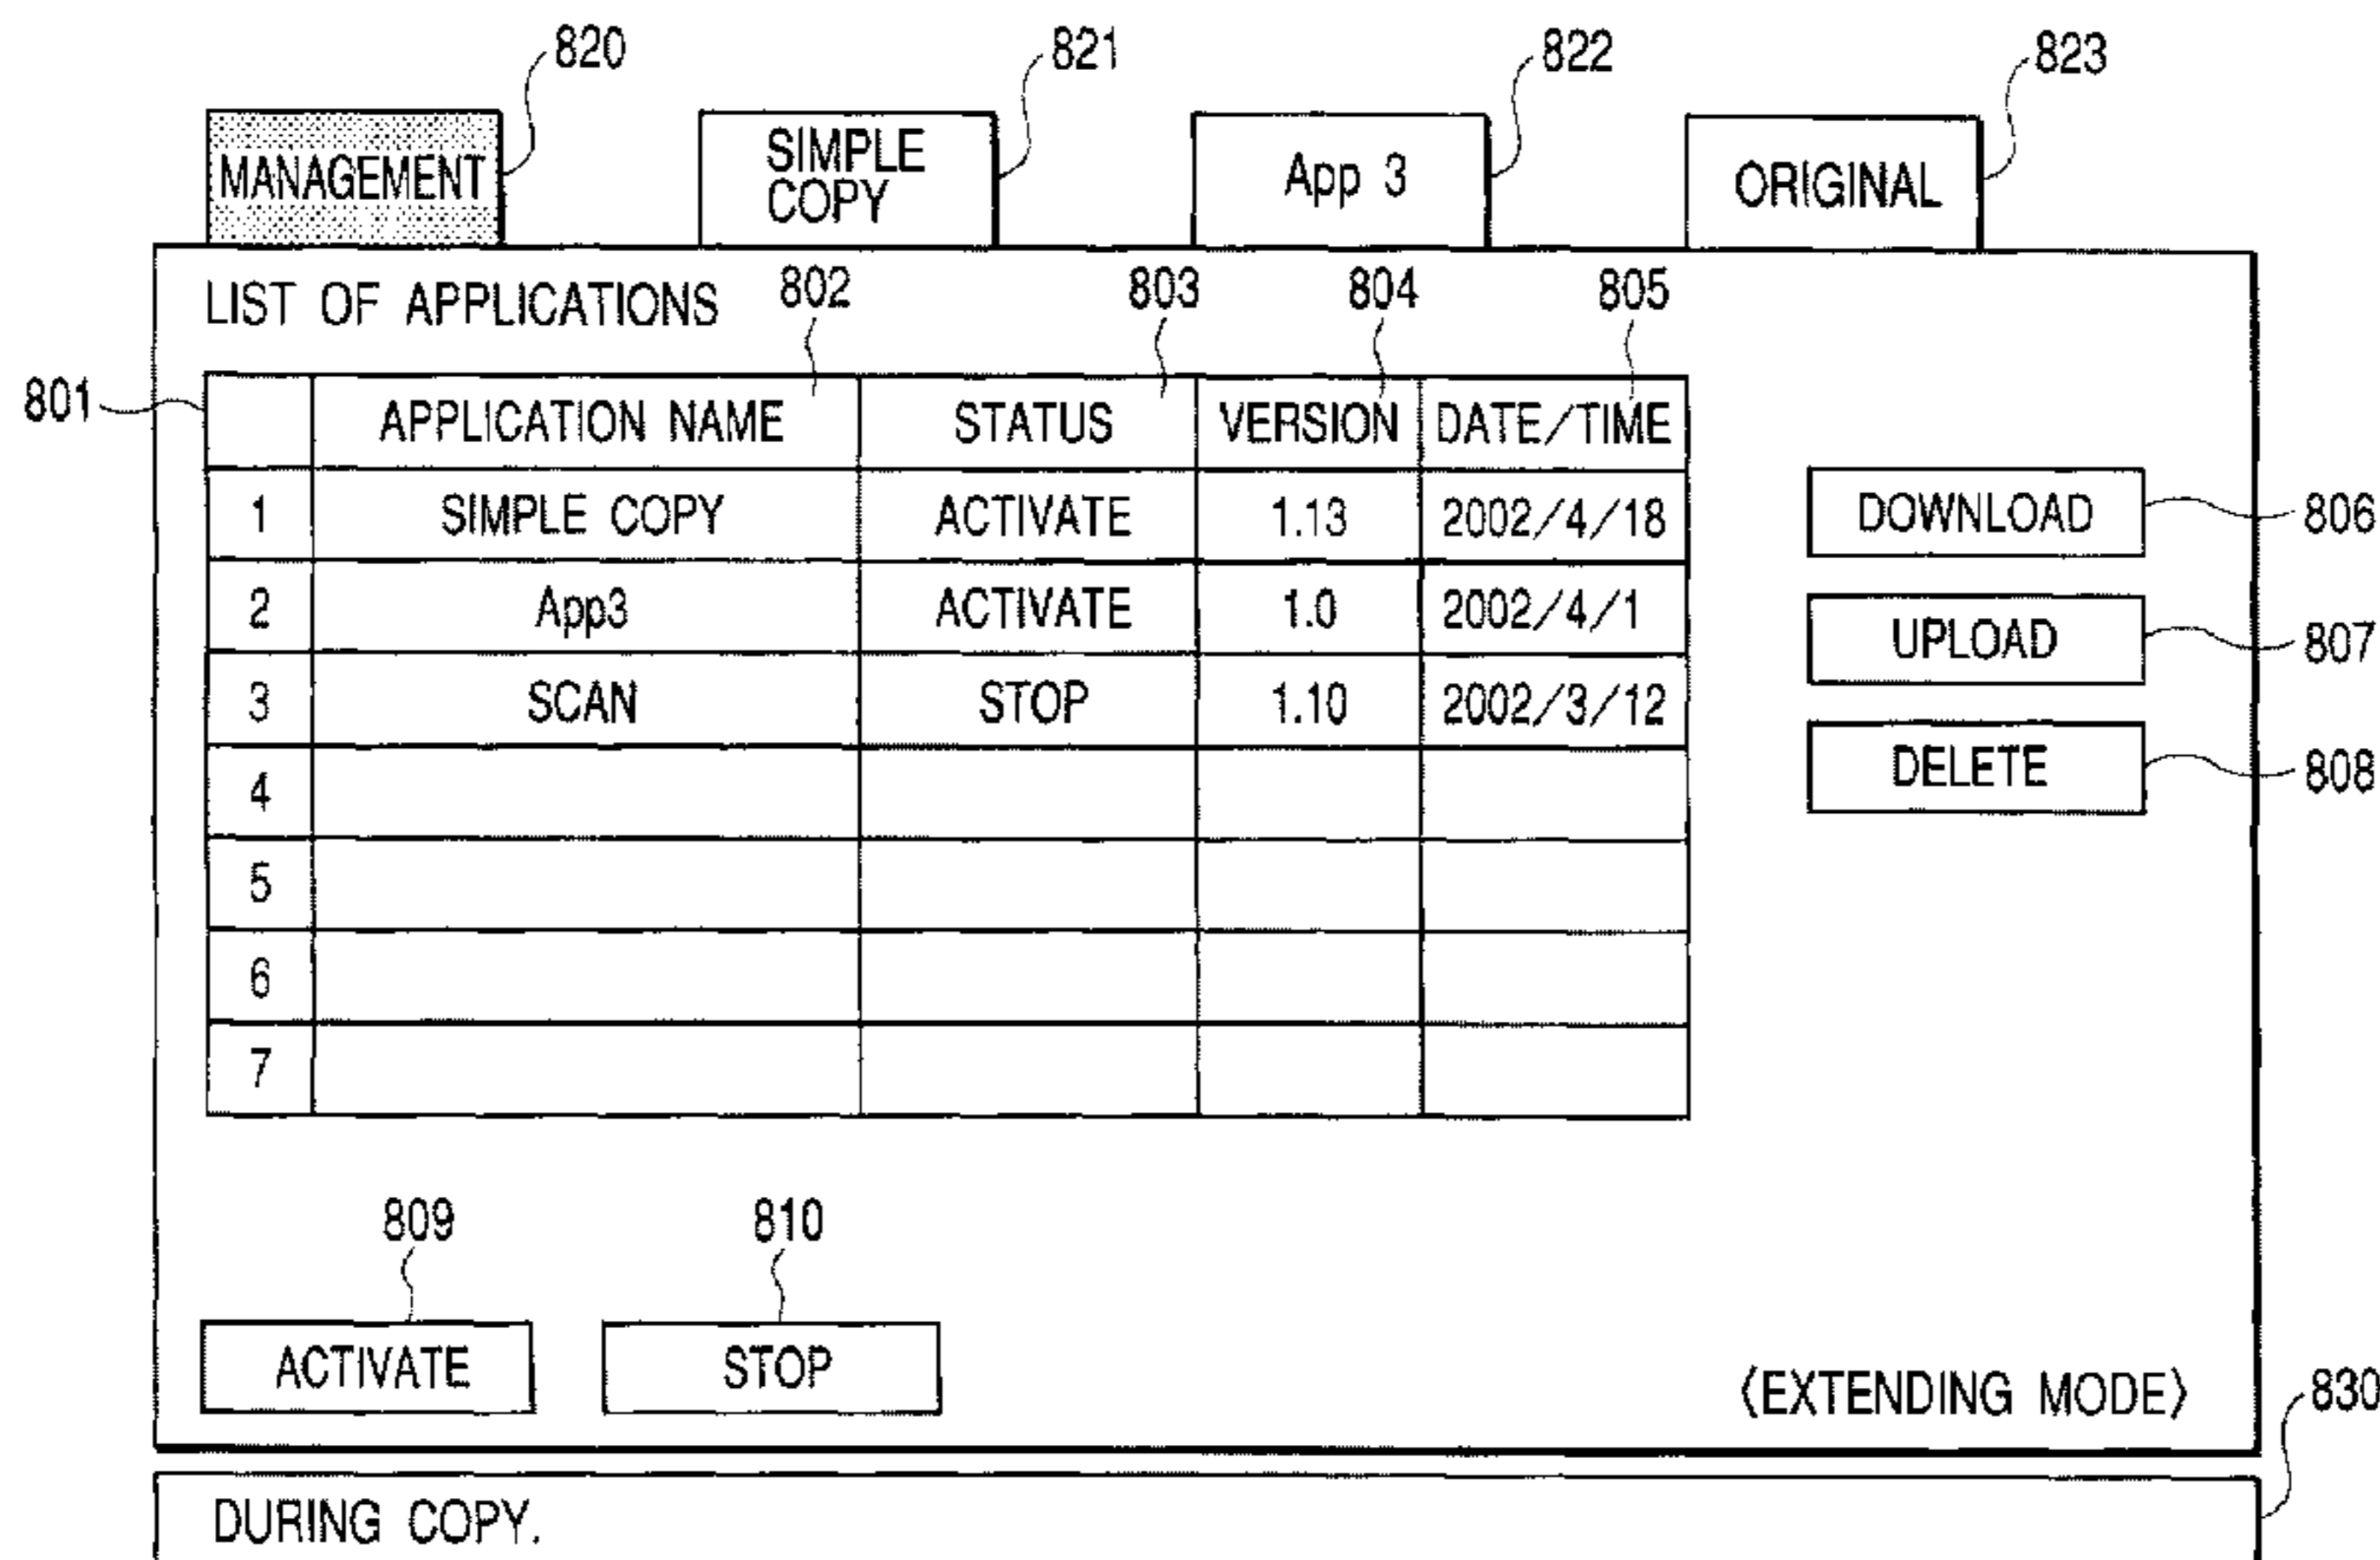 820 821 822 823
MANAGEMENT SIMPLE COPY App 3 ORIGINAL
LIST OF APPLICATIONS 802 803 804 805
801 APPLICATION NAME STATUS VERSION DATE/TIME
1 SIMPLE COPY ACTIVATE 1.13 2002/4/18 DOWNLOAD 806
2 App3 ACTIVATE 1.0 2002/4/1 UPLOAD 807
3 SCAN STOP 1.10 2002/3/12 DELETE 808
4
5
6
7
809 810
ACTIVATE STOP (EXTENDING MODE) 830
DURING COPY.